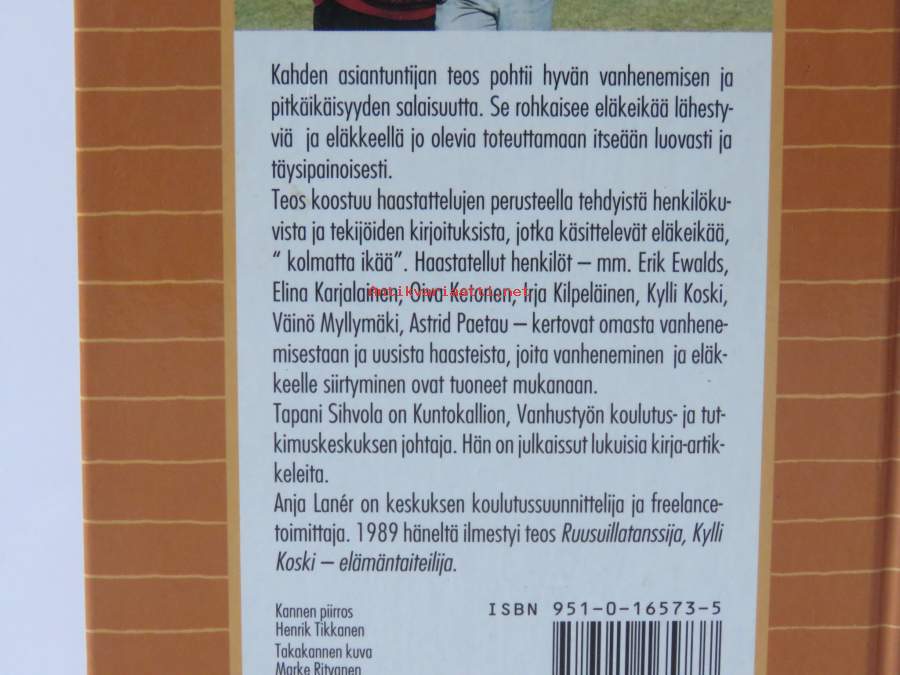 Kahden asiantuntijan teos pohtii hyvän vanhenemisen ja
pitkäikäisyyden salaisuutta. Se rohkaisee eläkeikää lähesty-
viä ja eläkkeellä jo olevia toteuttamaan itseään luovasti ja
täysipainoisesti.
Teos koostuu haastattelujen perusteella tehdyistä henkilöku-
vista ja tekijöiden kirjoituksista, jotka käsittelevät eläkeikää,
“ kolmatta ikää”. Haastatellut henkilöt – mm. Erik Ewalds,
Elina Karjalainen, Oiva Ketonen, Irja Kilpeläinen, Kylli Koski,
antikvariaatti.net
Väinö Myllymäki, Astrid Paetau – kertovat omasta vanhene-
misestaan ja uusista haasteista, joita vanheneminen ja eläk-
keelle siirtyminen ovat tuoneet mukanaan.
Tapani Sihvola on Kuntokallion, Vanhustyön koulutus- ja tut-
kimuskeskuksen johtaja. Hän on julkaissut lukuisia kirja-artik-
keleita.
Anja Lanér on keskuksen koulutussuunnittelija ja freelance-
toimittaja. 1989 häneltä ilmestyi teos Ruusuillatanssija, Kylli
Koski – elämäntaiteilija.
Kannen piirros
Henrik Tikkanen
Takakannen kuva
Marke Ritvanen
ISBN 951-0-16573-5